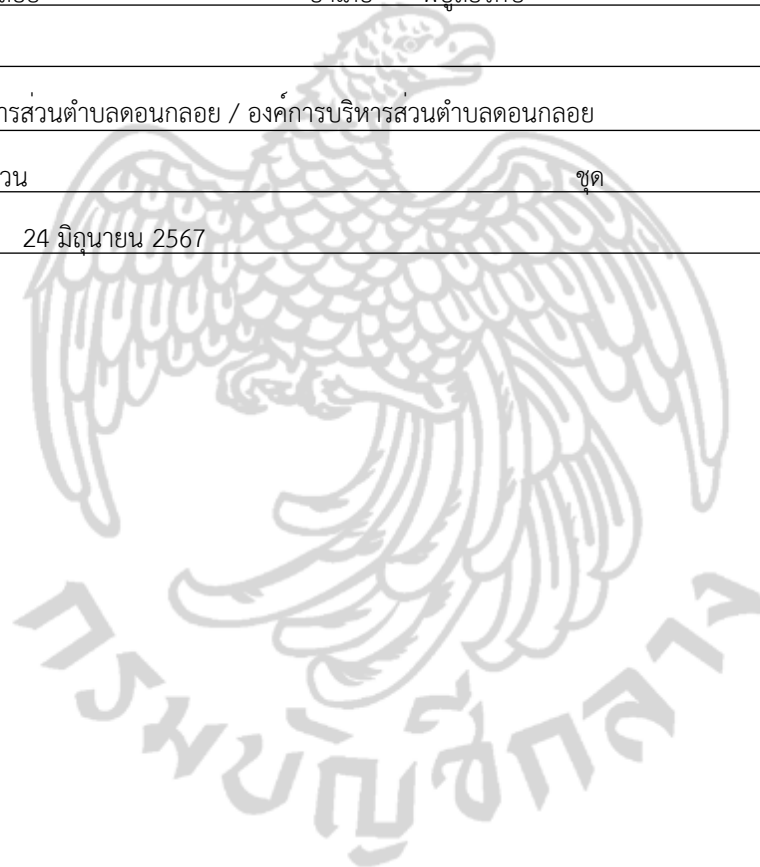 ารส่วนตำบลดอนกลอย / องค์การบริหารส่วนตำบลดอนกลอย
วน ชุด
24 มิถุนายน 2567
กรมบัญชีกลาง